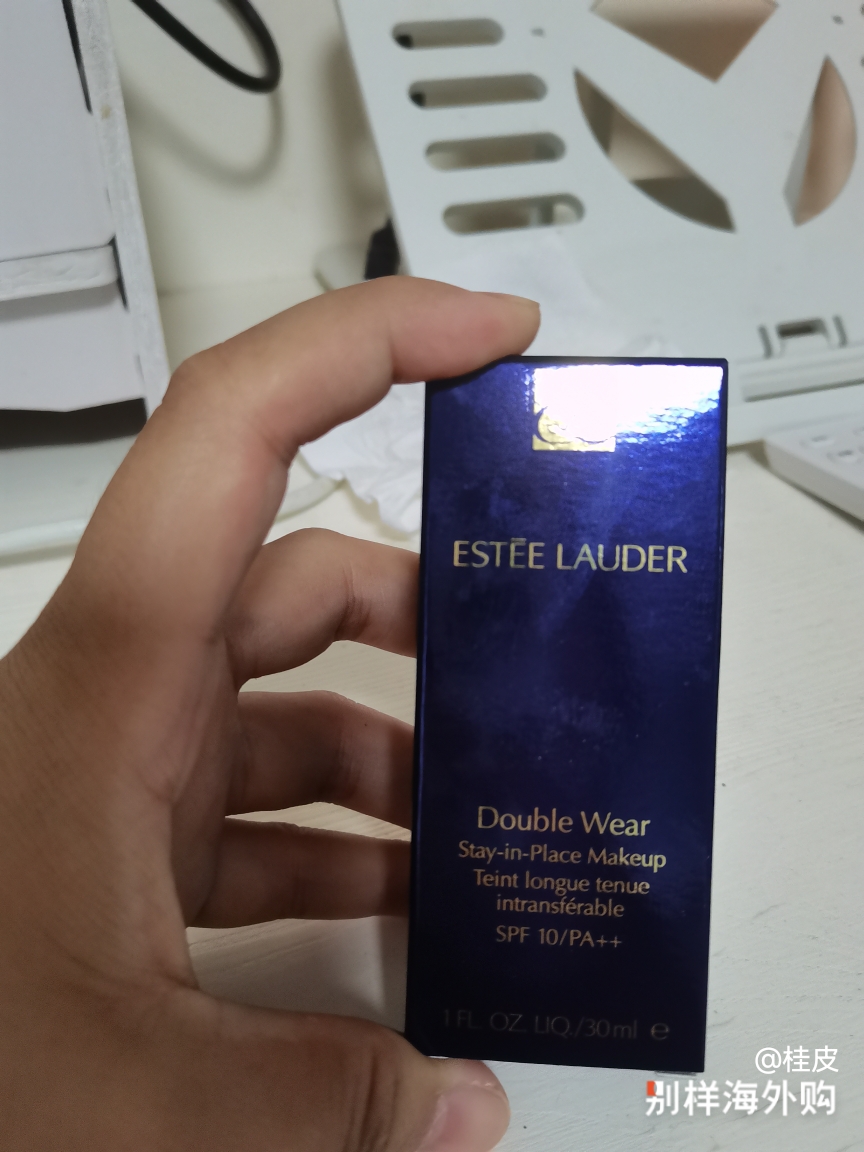 ESTĒE LAUDER
Double Wear
Stay-in-Place Makeup
Teint longue tenue
intransférable
SPF 10/PA++
1 FL. OZ. LIQ./30ml ℮
@桂皮
别样海外购